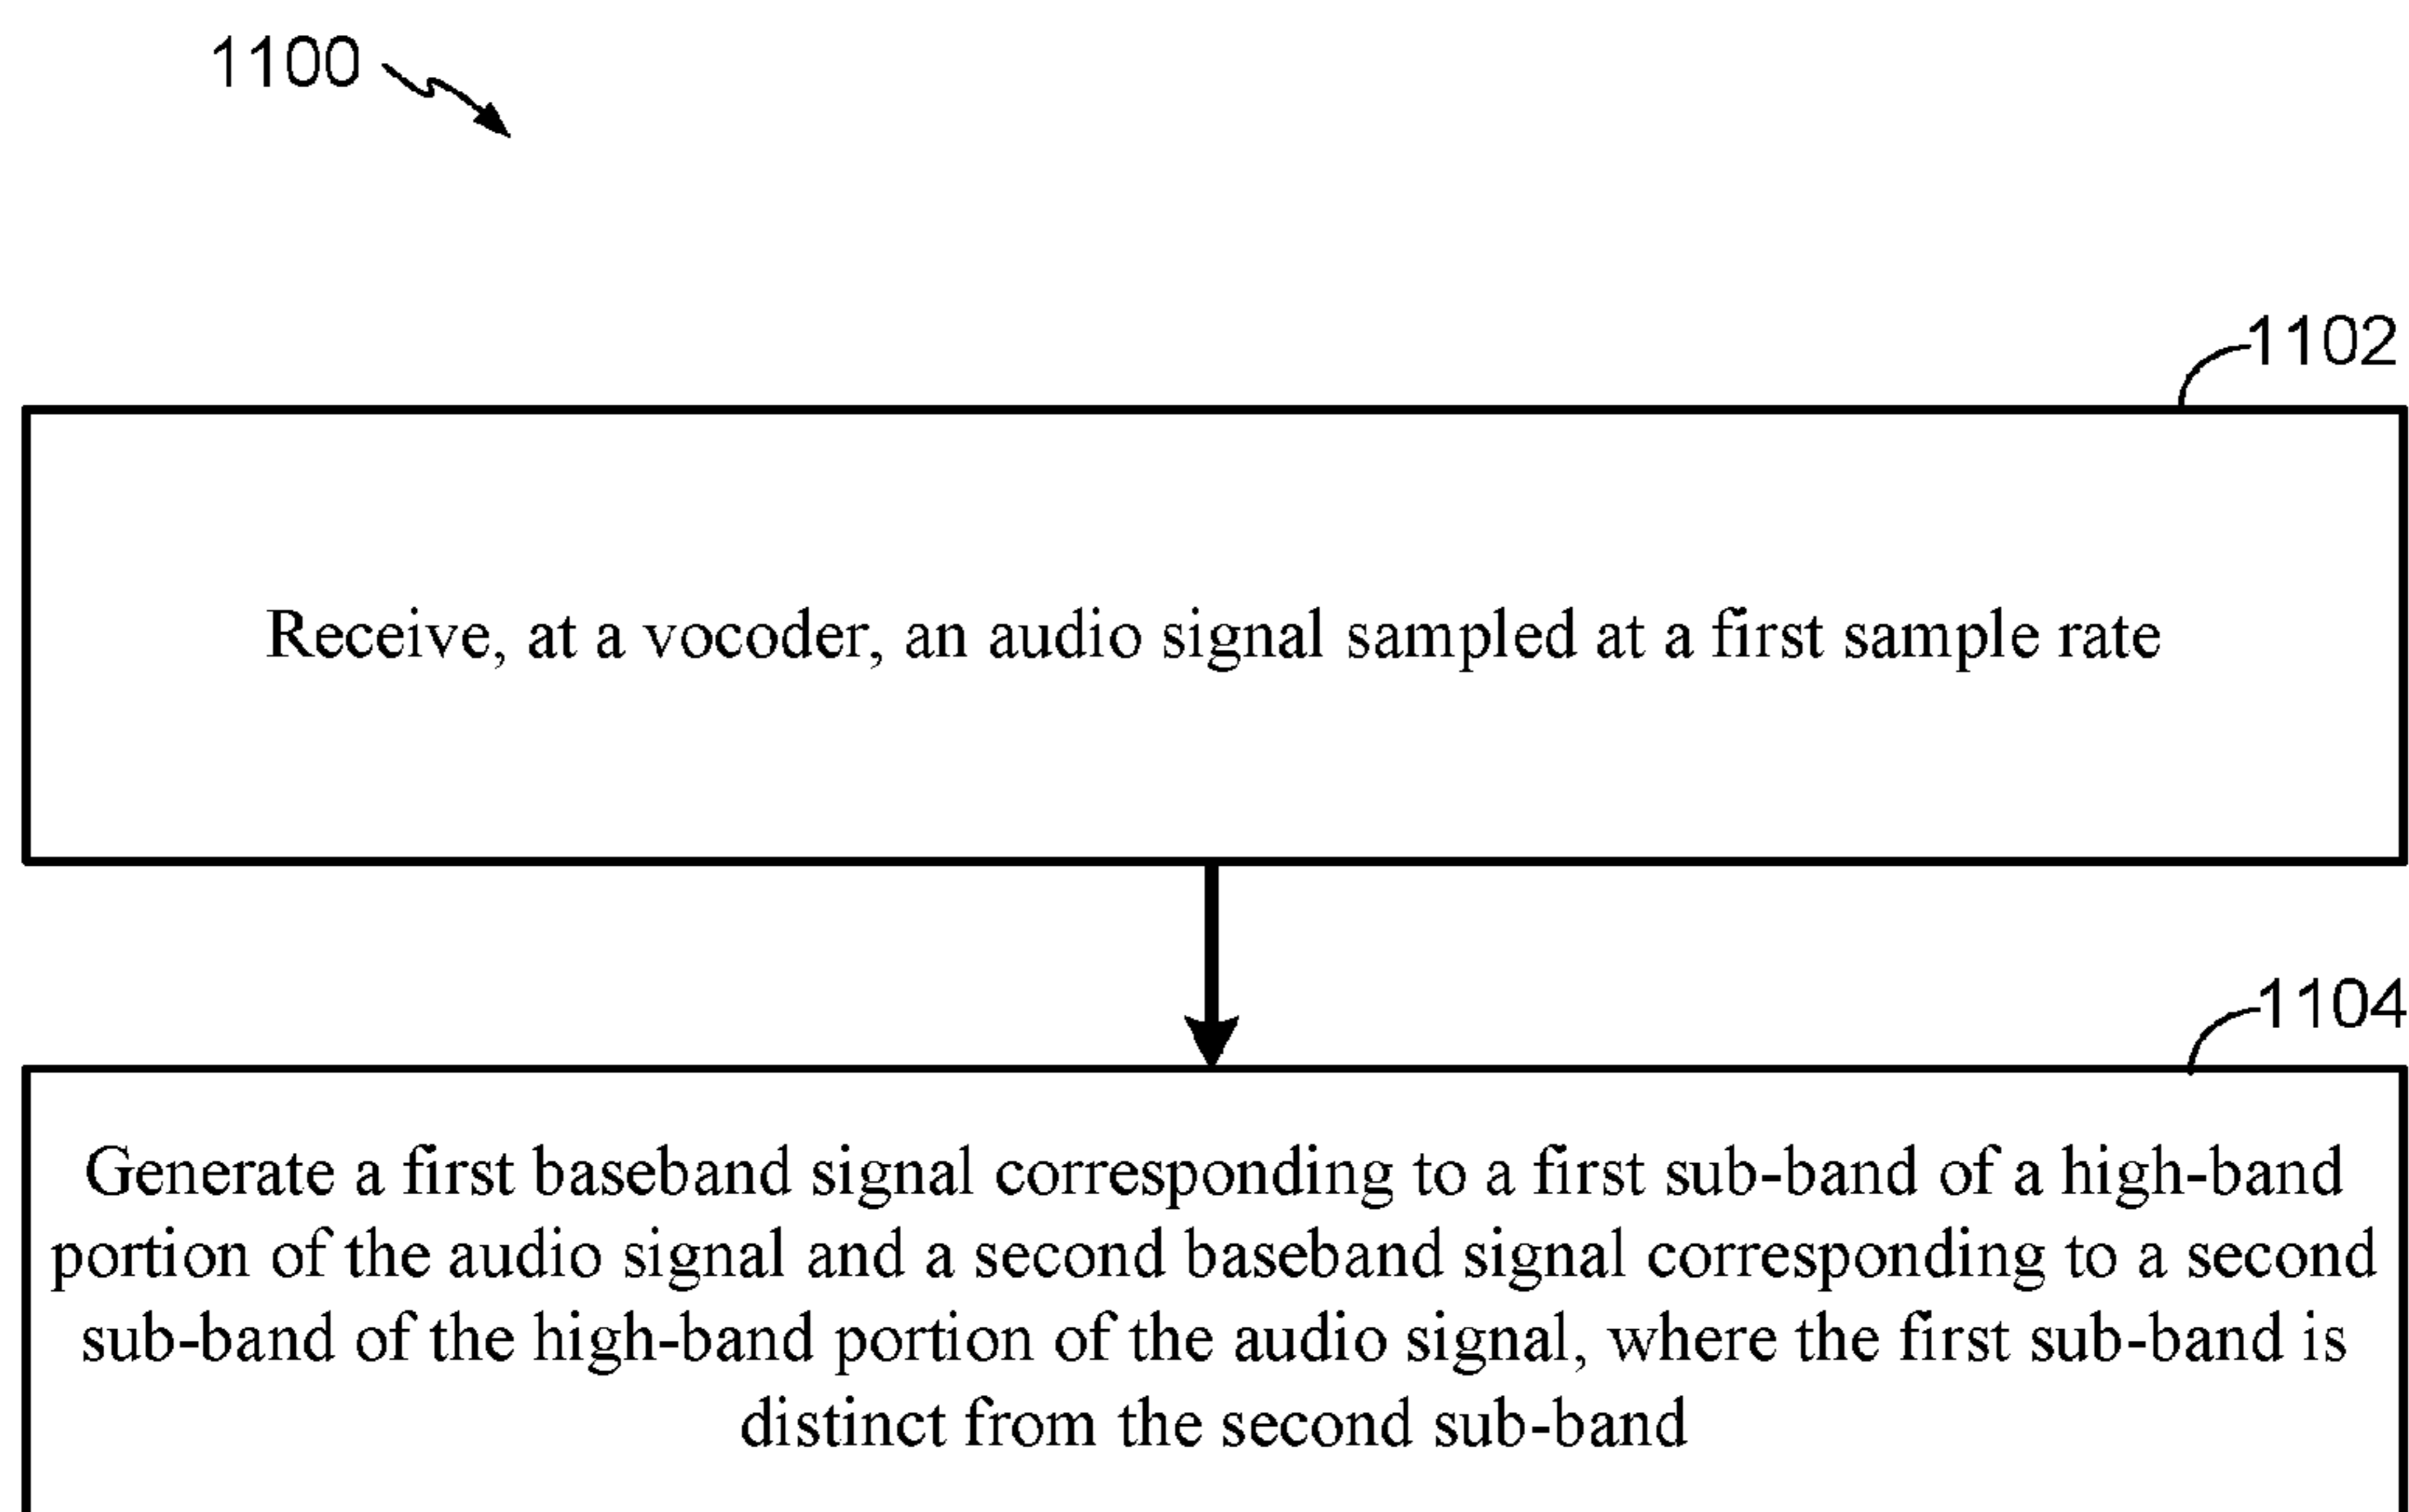 1100
1102
Receive, at a vocoder, an audio signal sampled at a first sample rate
1104
Generate a first baseband signal corresponding to a first sub-band of a high-band
portion of the audio signal and a second baseband signal corresponding to a second
sub-band of the high-band portion of the audio signal, where the first sub-band is
distinct from the second sub-band